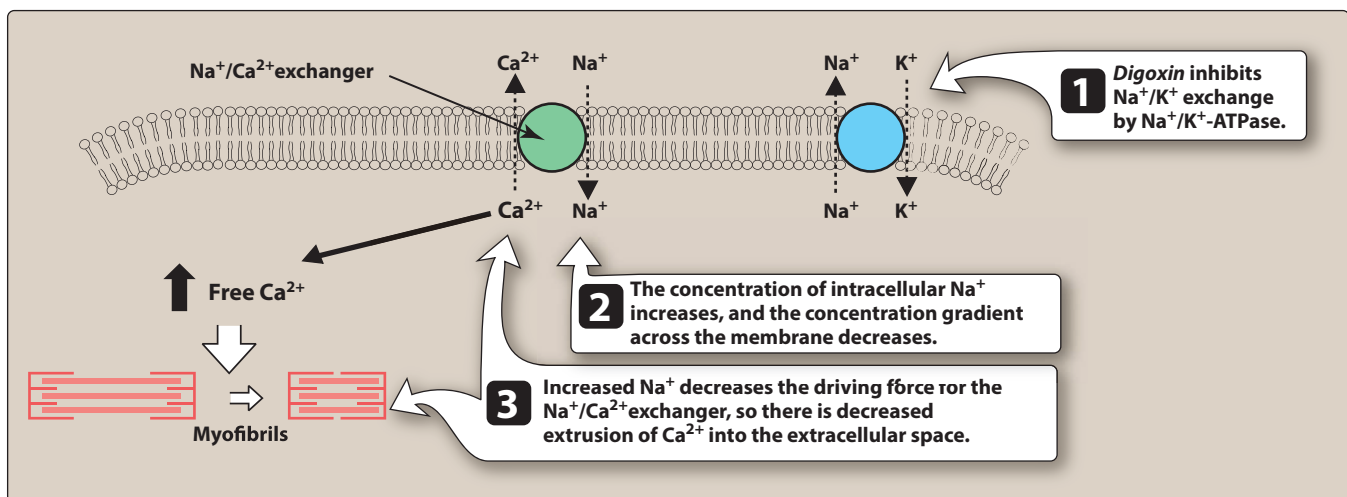 Na⁺/Ca²⁺exchanger
Ca²⁺ Na⁺ Na⁺ K⁺
1 Digoxin inhibits
Na⁺/K⁺ exchange
by Na⁺/K⁺-ATPase.
Ca²⁺ Na⁺ Na⁺ K⁺
Free Ca²⁺
2 The concentration of intracellular Na⁺
increases, and the concentration gradient
across the membrane decreases.
3 Increased Na⁺ decreases the driving force for the
Na⁺/Ca²⁺exchanger, so there is decreased
extrusion of Ca²⁺ into the extracellular space.
Myofibrils